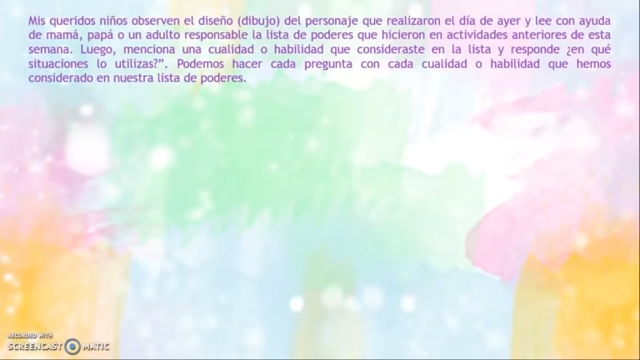 Mis queridos niños observen el diseño (dibujo) del personaje que realizaron el día de ayer y lee con ayuda
de mamá, papá o un adulto responsable la lista de poderes que hicieron en actividades anteriores de esta
semana. Luego, menciona una cualidad o habilidad que consideraste en la lista y responde ¿en qué
situaciones lo utilizas?”. Podemos hacer cada pregunta con cada cualidad o habilidad que hemos
considerado en nuestra lista de poderes.
RECORDED WITH
SCREENCAST MATIC